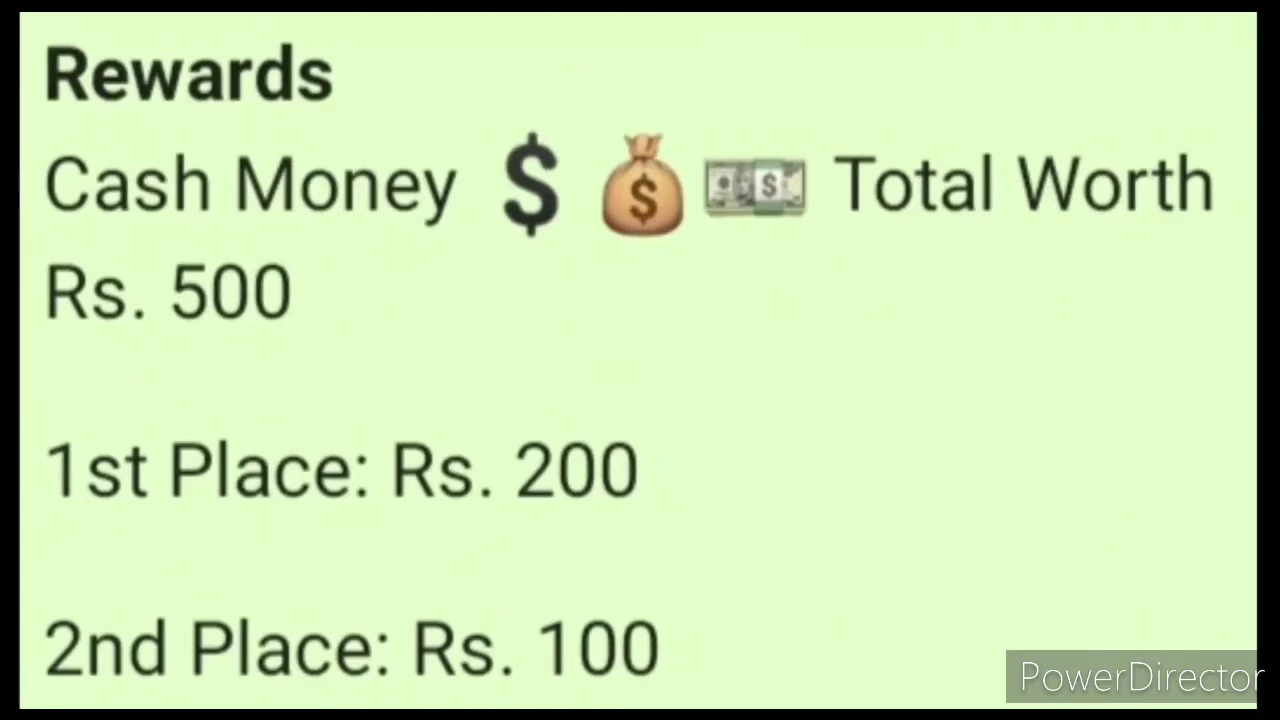 Rewards
Cash Money 💲 💰 💵 Total Worth
Rs. 500
1st Place: Rs. 200
2nd Place: Rs. 100
PowerDirector